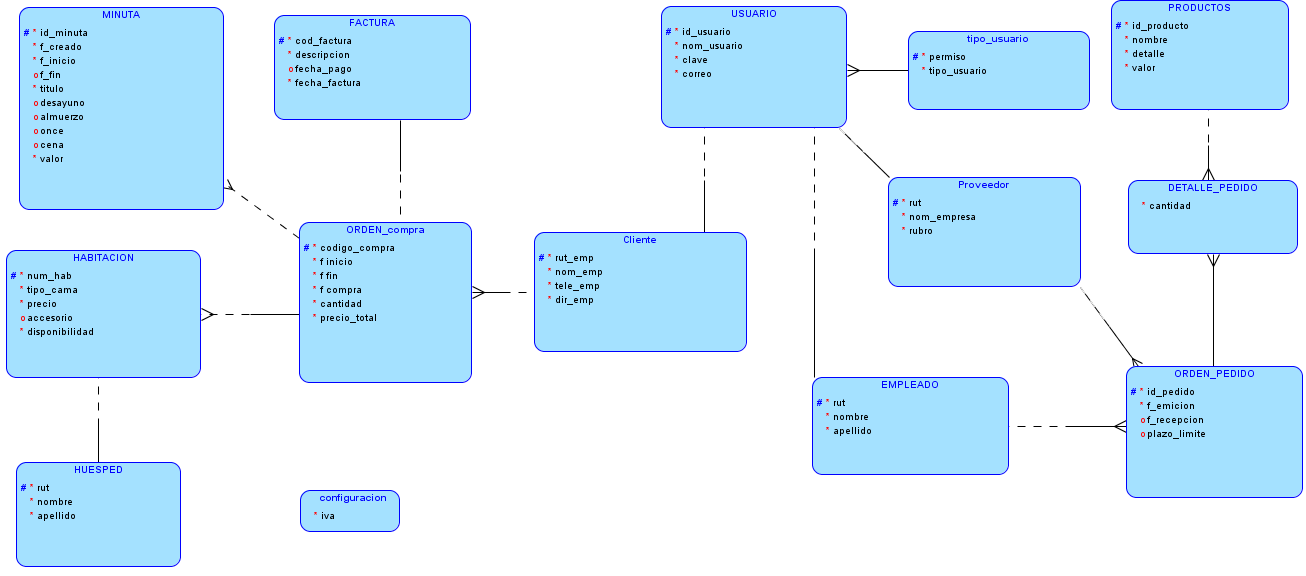 MINUTA
# * id_minuta
* f_creado
* f_inicio
o f_fin
* titulo
o desayuno
o almuerzo
o once
o cena
* valor
FACTURA
# * cod_factura
* descripcion
o fecha_pago
* fecha_factura
USUARIO
# * id_usuario
* nom_usuario
* clave
* correo
tipo_usuario
# * permiso
* tipo_usuario
PRODUCTOS
# * id_producto
* nombre
* detalle
* valor
Proveedor
# * rut
* nom_empresa
* rubro
DETALLE_PEDIDO
* cantidad
ORDEN_compra
# * codigo_compra
* f inicio
* f fin
* f compra
* cantidad
* precio_total
Cliente
# * rut_emp
* nom_emp
* tele_emp
* dir_emp
HABITACION
# * num_hab
* tipo_cama
* precio
o accesorio
* disponibilidad
EMPLEADO
# * rut
* nombre
* apellido
ORDEN_PEDIDO
# * id_pedido
* f_emicion
o f_recepcion
o plazo_limite
HUESPED
# * rut
* nombre
* apellido
configuracion
* iva